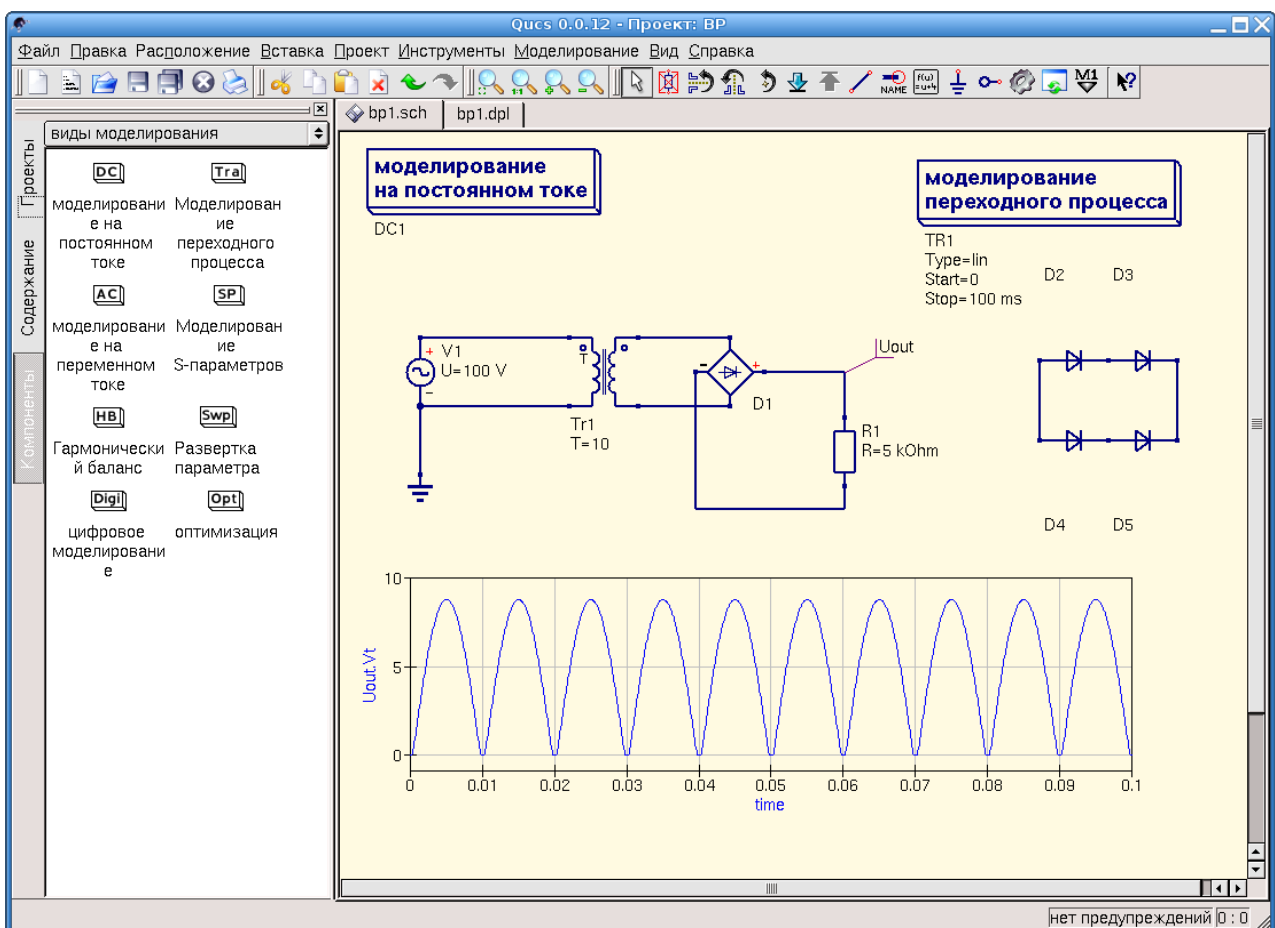 Qucs 0.0.12 - Проект: BP
Файл Правка Расположение Вставка Проект Инструменты Моделирование Вид Справка
NAME
f(ω)
=u+4
M1
Проекты
Содержание
Компоненты
виды моделирования
DC
моделировани
е на
постоянном
токе
Tra
Моделирован
ие
переходного
процесса
AC
моделировани
е на
переменном
токе
SP
Моделирован
ие
S-параметров
HB
Гармонически
й баланс
Swp
Развертка
параметра
Digi
цифровое
моделировани
е
Opt
оптимизация
bp1.sch
bp1.dpl
моделирование
на постоянном токе
DC1
моделирование
переходного процесса
TR1
Type=lin
Start=0
Stop=100 ms
D2
D3
V1
U=100 V
T
Tr1
T=10
D1
Uout
R1
R=5 kOhm
D4
D5
10
5
0
Uout.Vt
0 0.01 0.02 0.03 0.04 0.05 0.06 0.07 0.08 0.09 0.1
time
нет предупреждений 0 : 0